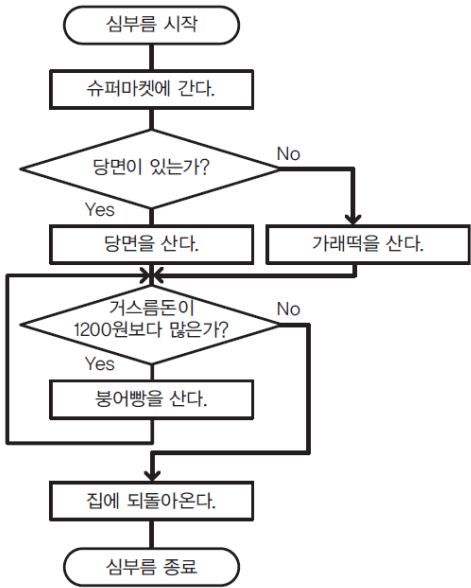 심부름 시작
슈퍼마켓에 간다.
당면이 있는가?
No
Yes
당면을 산다.
가래떡을 산다.
거스름돈이
1200원보다 많은가?
No
Yes
붕어빵을 산다.
집에 되돌아온다.
심부름 종료